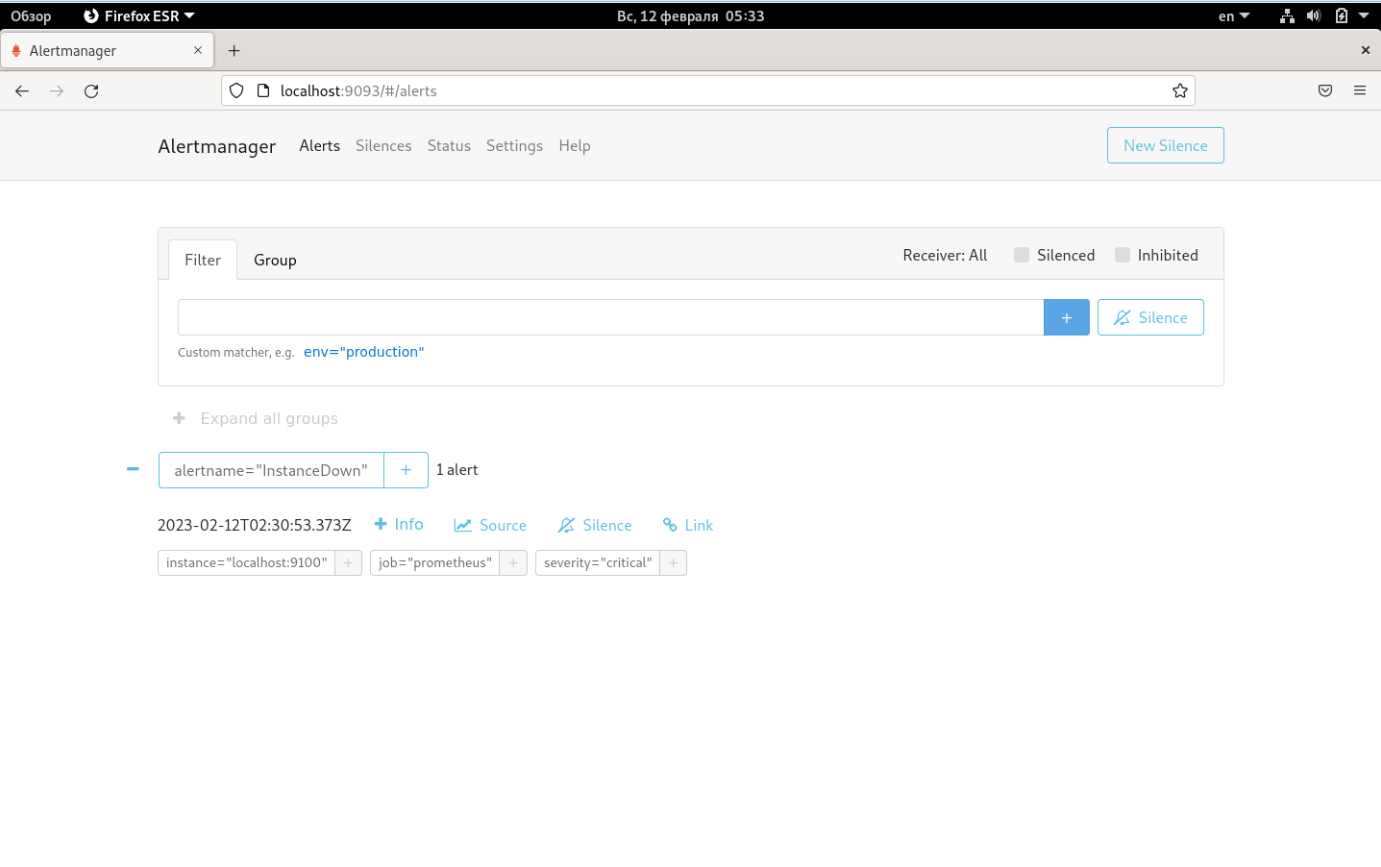 Обзор Firefox ESR Вс, 12 февраля 05:33 en
Alertmanager
localhost:9093/#/alerts
Alertmanager Alerts Silences Status Settings Help New Silence
Filter Group Receiver: All Silenced Inhibited
+ Silence
Custom matcher, e.g. env="production"
+ Expand all groups
alertname="InstanceDown" + 1 alert
2023-02-12T02:30:53.373Z + Info Source Silence Link
instance="localhost:9100" + job="prometheus" + severity="critical" +